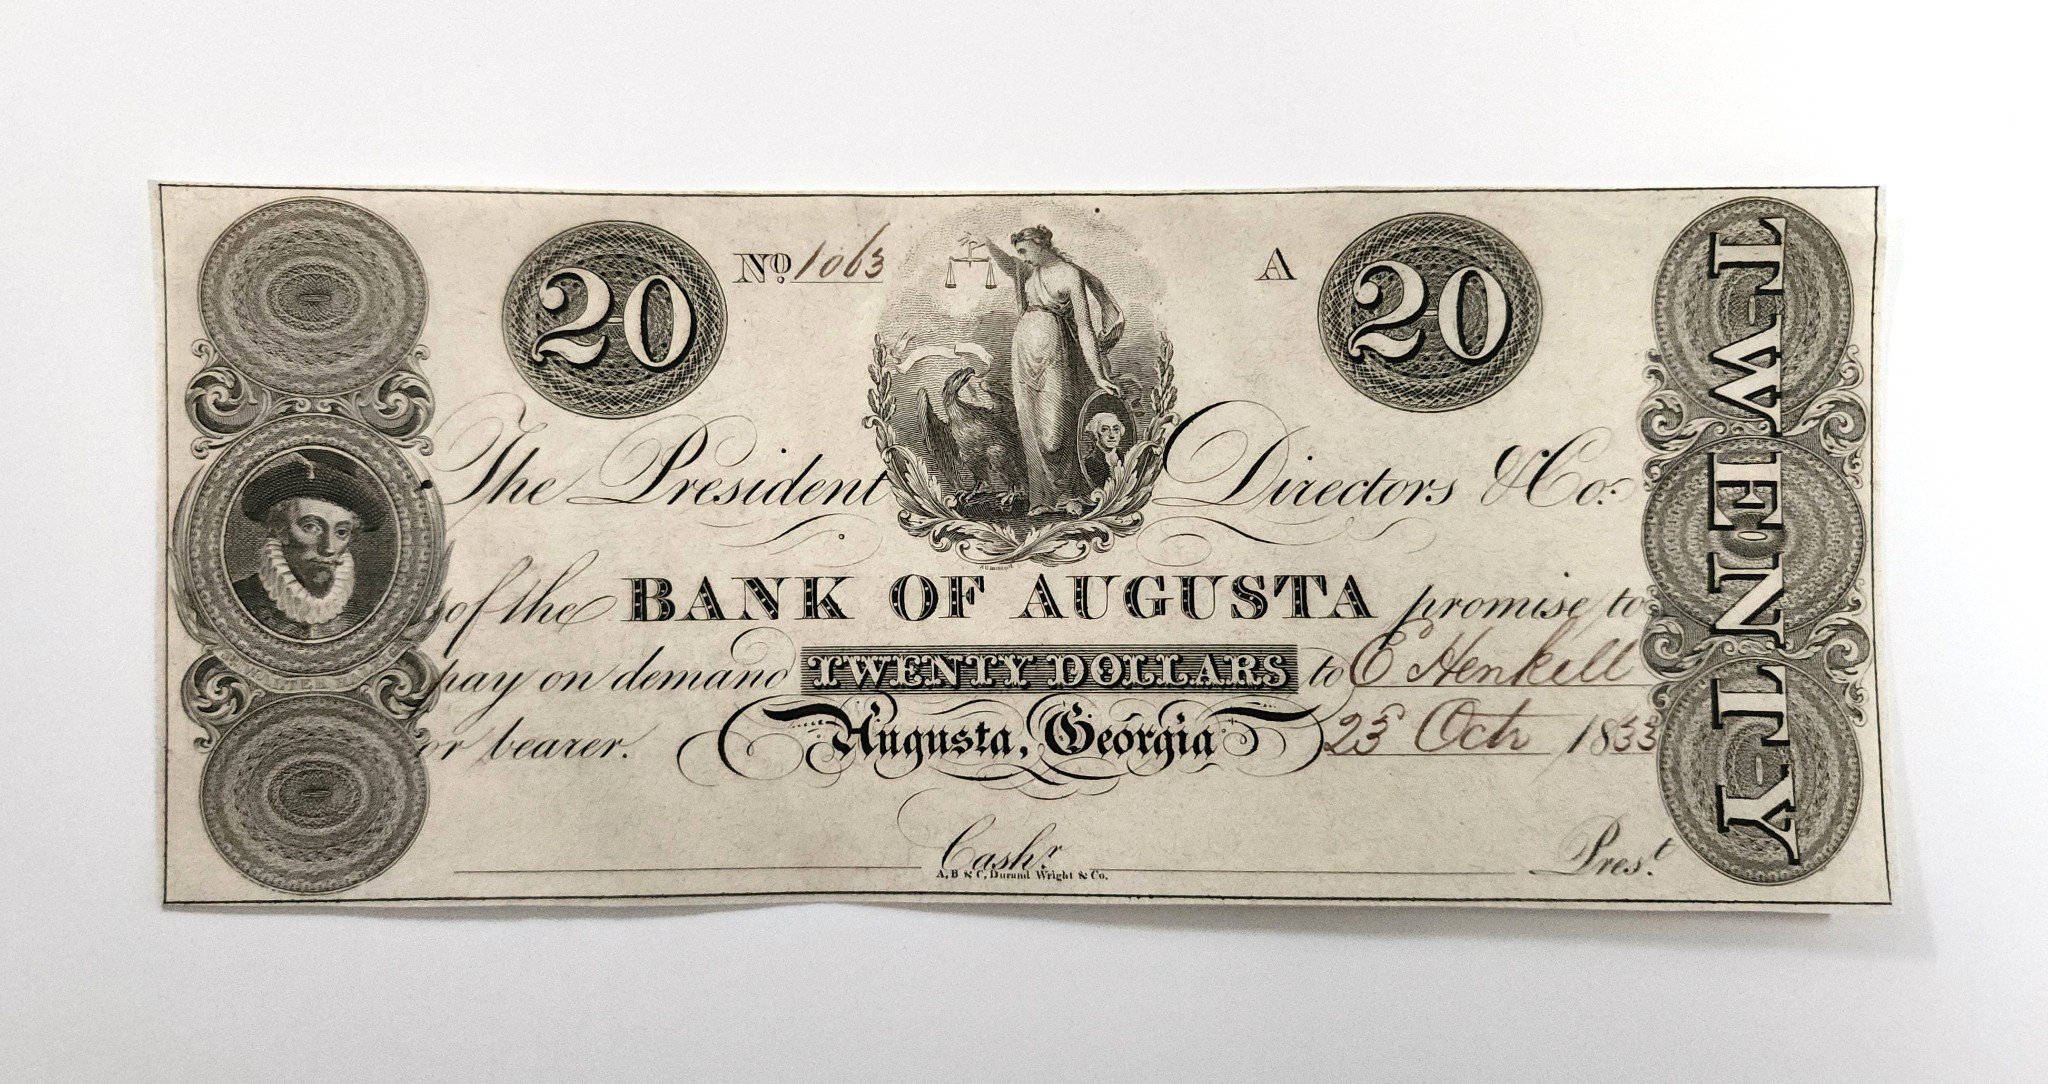 20 Nº 1063 A 20
The President Directors & Co.
of the BANK OF AUGUSTA promise to
pay on demand TWENTY DOLLARS to C Henkell
or bearer. Augusta, Georgia 23 Octr 1833
Cashr. Prest.
A, B & C, Durand Wright & Co.
TWENTY